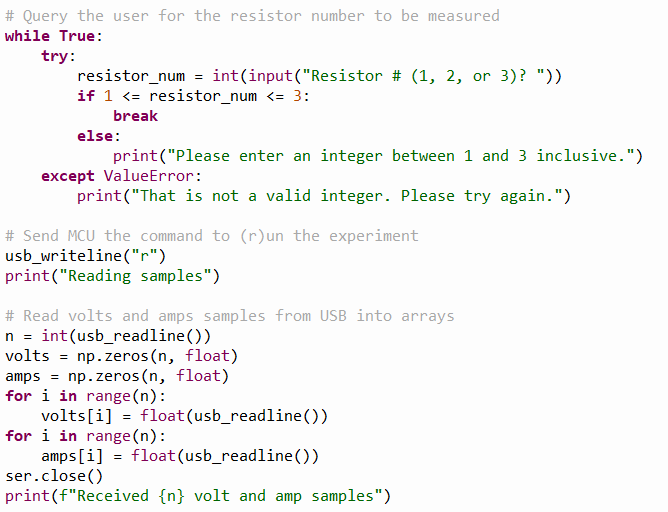 # Query the user for the resistor number to be measured
while True:
    try:
        resistor_num = int(input("Resistor # (1, 2, or 3)? "))
        if 1 <= resistor_num <= 3:
            break
        else:
            print("Please enter an integer between 1 and 3 inclusive.")
    except ValueError:
        print("That is not a valid integer. Please try again.")

# Send MCU the command to (r)un the experiment
usb_writeline("r")
print("Reading samples")

# Read volts and amps samples from USB into arrays
n = int(usb_readline())
volts = np.zeros(n, float)
amps = np.zeros(n, float)
for i in range(n):
    volts[i] = float(usb_readline())
for i in range(n):
    amps[i] = float(usb_readline())
ser.close()
print(f"Received {n} volt and amp samples")